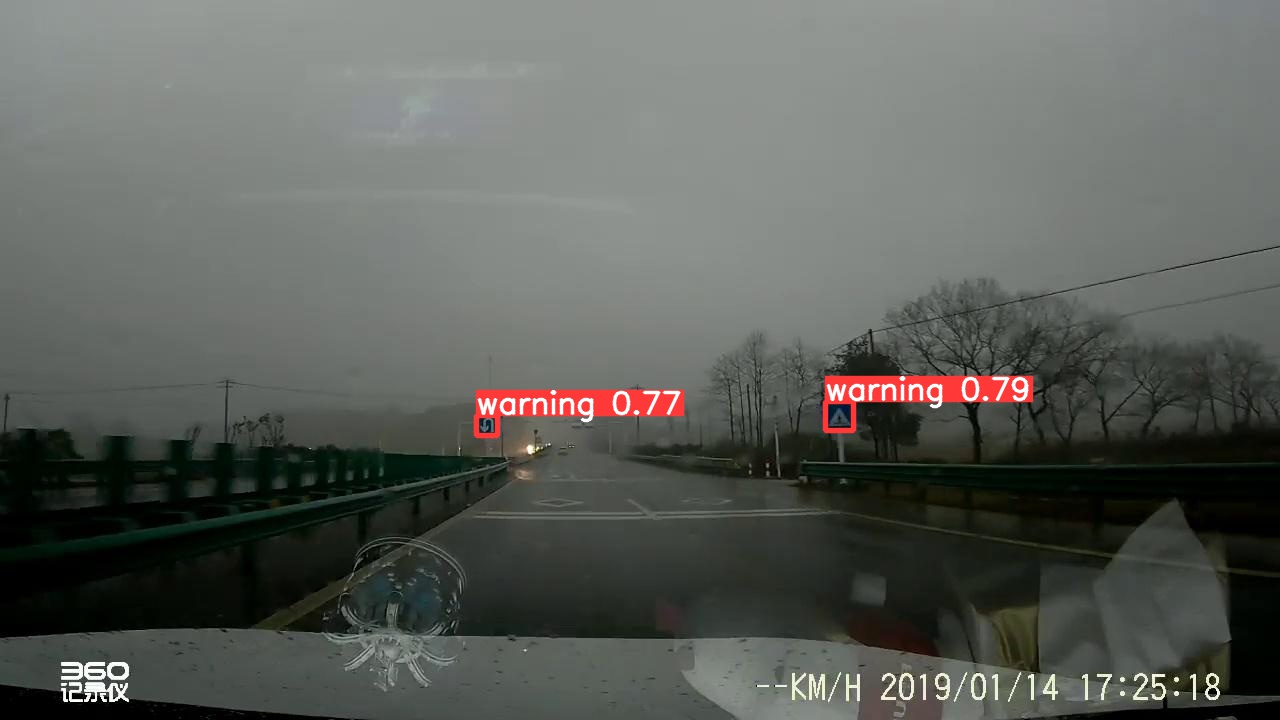 warning 0.77
warning 0.79
360
记录仪
--KM/H 2019/01/14 17:25:18